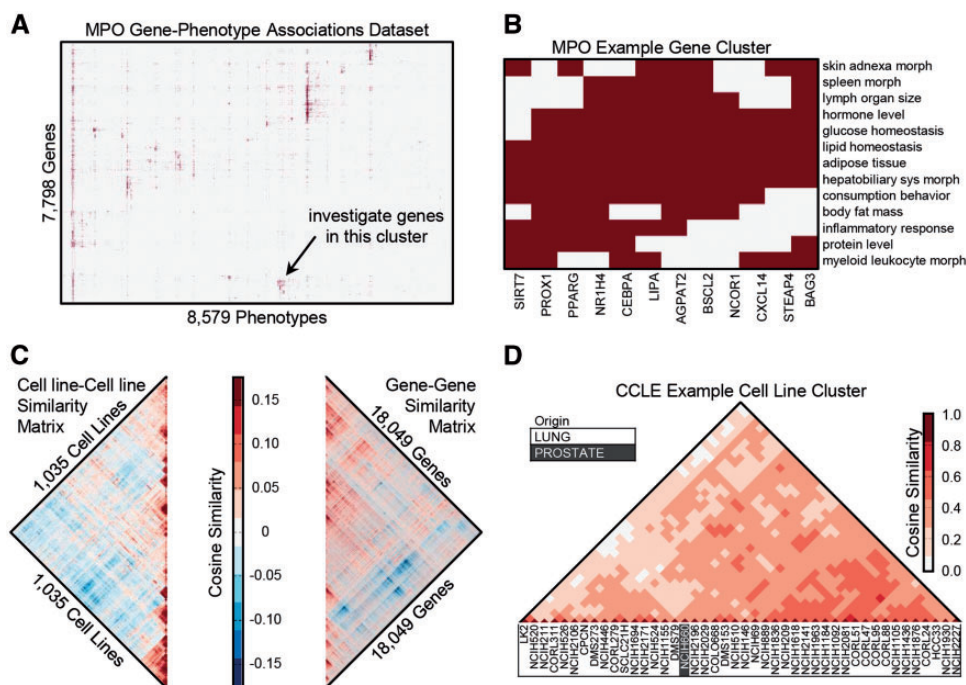 A
MPO Gene-Phenotype Associations Dataset
7,798 Genes
investigate genes
in this cluster
8,579 Phenotypes
B
MPO Example Gene Cluster
skin adnexa morph
spleen morph
lymph organ size
hormone level
glucose homeostasis
lipid homeostasis
adipose tissue
hepatobiliary sys morph
consumption behavior
body fat mass
inflammatory response
protein level
myeloid leukocyte morph
SIRT7
PROX1
PPARG
NR1H4
CEBPA
LIPA
AGPAT2
BSCL2
NCOR1
CXCL14
STEAP4
BAG3
C
Cell line-Cell line
Similarity
Matrix
1,035 Cell Lines
1,035 Cell Lines
Cosine Similarity
0.15
0.10
0.05
0
-0.05
-0.10
-0.15
Gene-Gene
Similarity
Matrix
18,049 Genes
18,049 Genes
D
CCLE Example Cell Line Cluster
Origin
LUNG
PROSTATE
Cosine Similarity
1.0
0.8
0.6
0.4
0.2
0.0
LK2
NCIH520
NCIH211
CORL311
NCIH526
NCIH2106
CPCN
DMS273
NCIH446
CORL279
SCLC21H
NCIH1694
NCIH2171
NCIH524
NCIH1155
DMS79
NCIH2196
NCIH2029
COLO668
DMS153
NCIH510
NCIH146
NCIH69
NCIH889
NCIH1836
NCIH209
NCIH1618
NCIH2141
NCIH1963
NCIH1184
NCIH1092
NCIH2081
CORL51
CORL47
CORL95
CORL88
NCIH1105
NCIH1436
NCIH1876
CORL24
HCC33
NCIH1930
NCIH2227